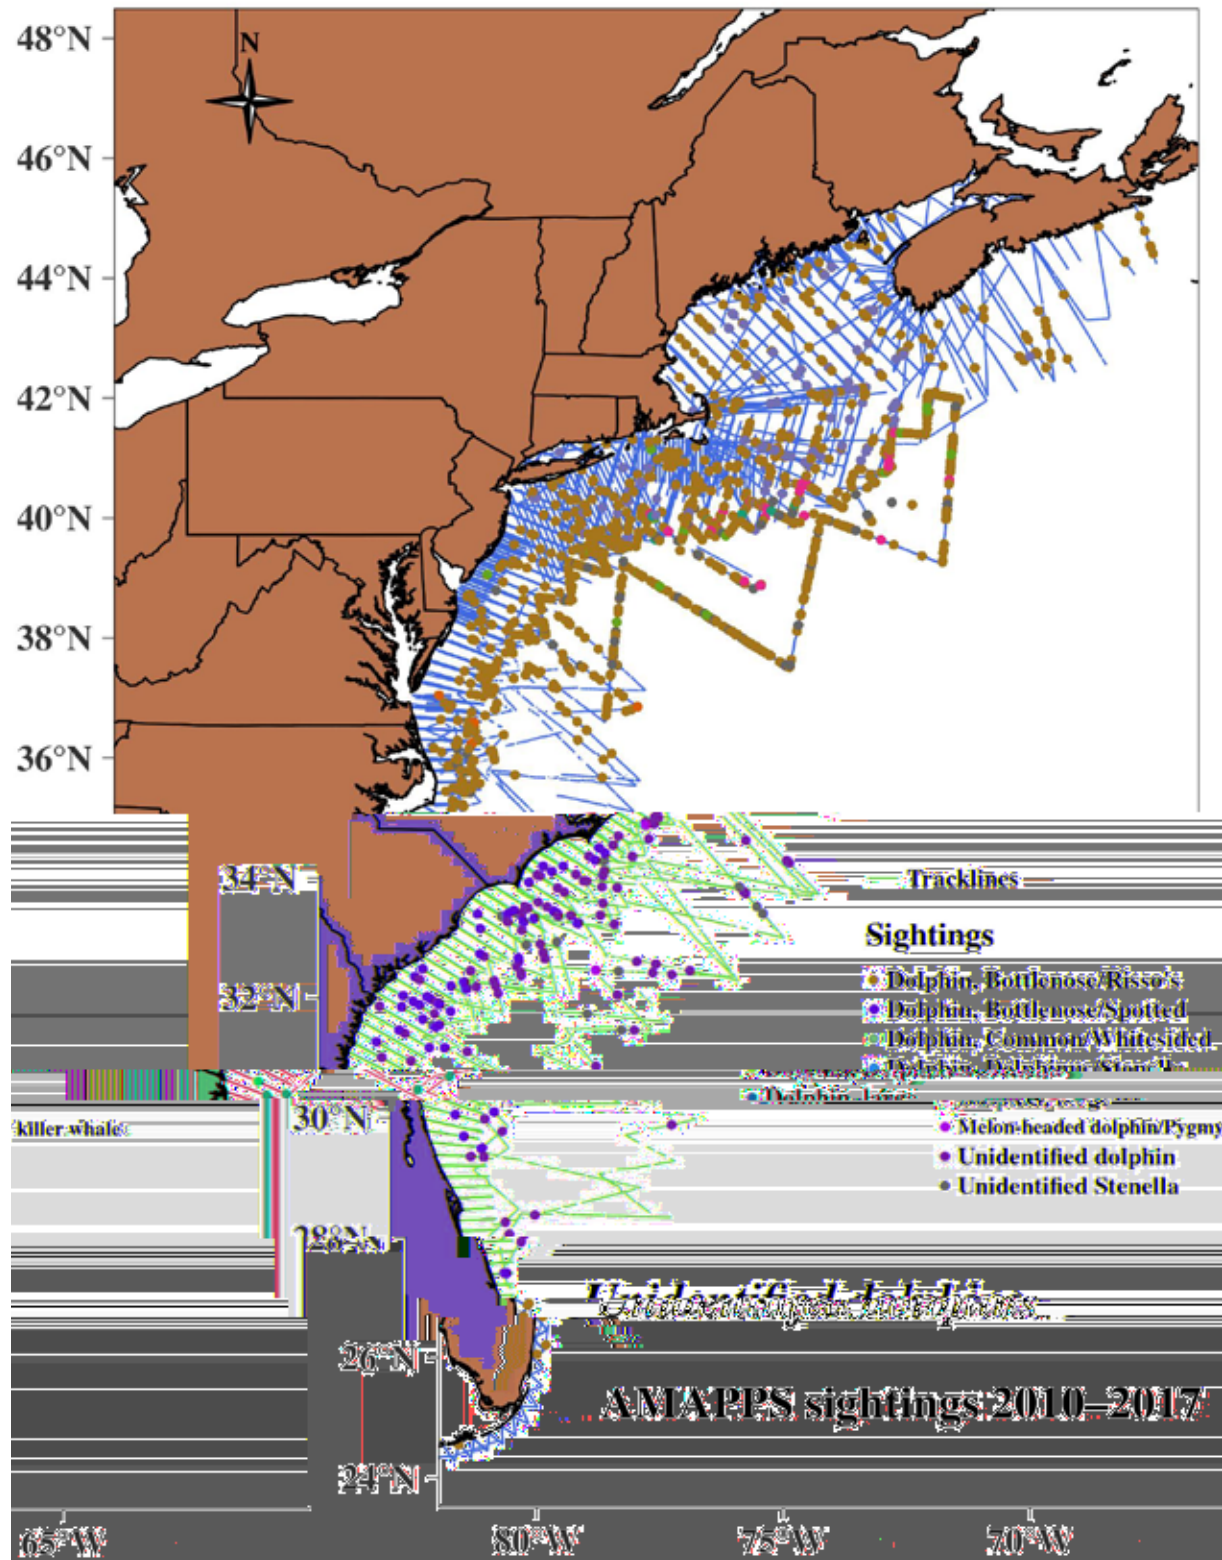 48°N
N
46°N
44°N
42°N
40°N
38°N
36°N
34°N
Tracklines
Sightings
Dolphin, Bottlenose/Risso's
32°N
Dolphin, Bottlenose/Spotted
Dolphin, Common/Whitesided
30°N
killer whale
Melon-headed dolphin/Pygmy
Unidentified dolphin
Unidentified Stenella
28°N
26°N
AMAPPS sightings 2010–2017
24°N
65°W 80°W 75°W 70°W